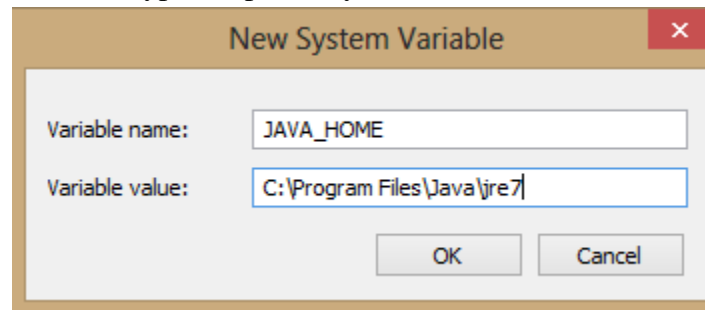 New System Variable
Variable name: JAVA_HOME
Variable value: C:\Program Files\Java\jre7
OK Cancel